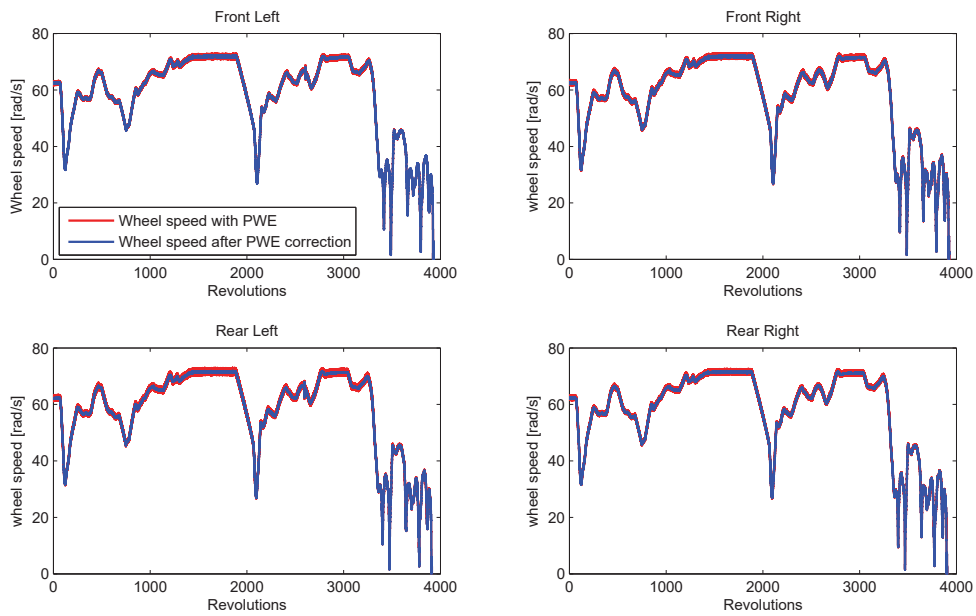 Front Left
Front Right
80
60
40
20
0
Wheel speed [rad/s]
Wheel speed with PWE
Wheel speed after PWE correction
0 1000 2000 3000 4000
Revolutions
80
60
40
20
0
wheel speed [rad/s]
0 1000 2000 3000 4000
Revolutions
Rear Left
Rear Right
80
60
40
20
0
wheel speed [rad/s]
0 1000 2000 3000 4000
Revolutions
80
60
40
20
0
wheel speed [rad/s]
0 1000 2000 3000 4000
Revolutions